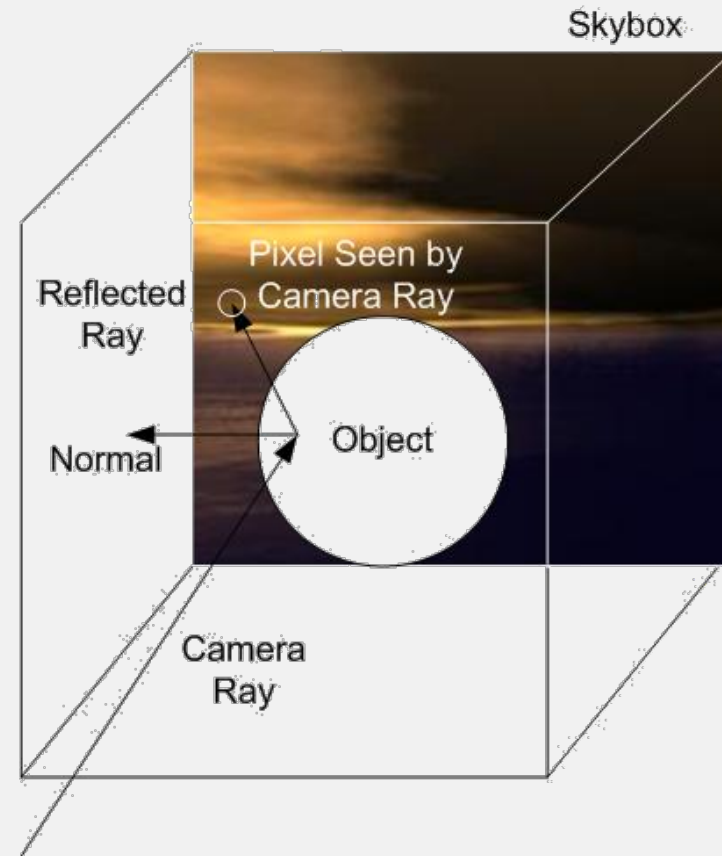 Skybox
Pixel Seen by
Camera Ray
Reflected
Ray
Object
Normal
Camera
Ray